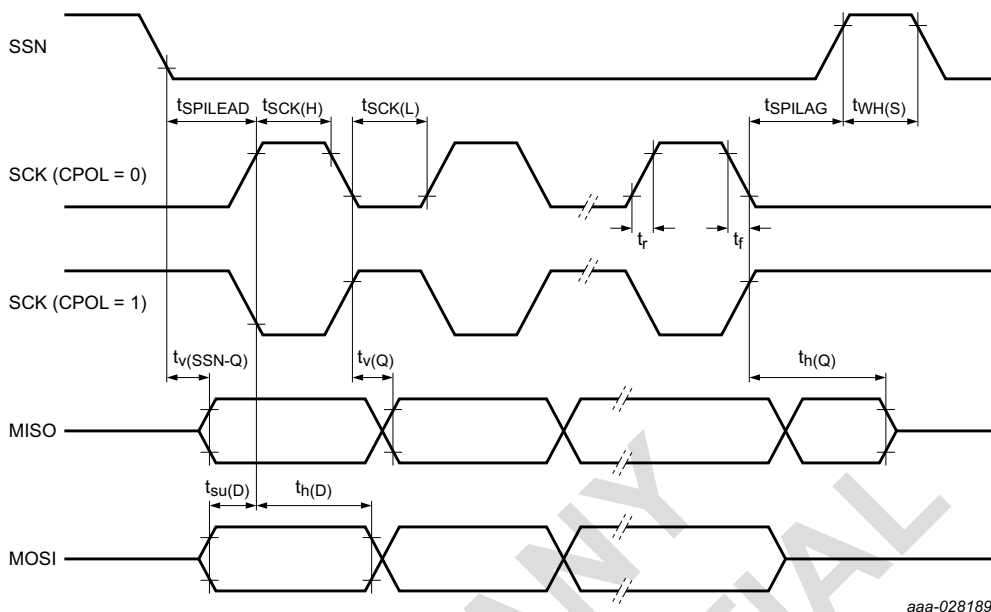 SSN
tSPILEAD tSCK(H) tSCK(L) tSPILAG tWH(S)
SCK (CPOL = 0)
tr tf
SCK (CPOL = 1)
tv(SSN-Q) tv(Q) th(Q)
MISO
tsu(D) th(D)
MOSI
aaa-028189